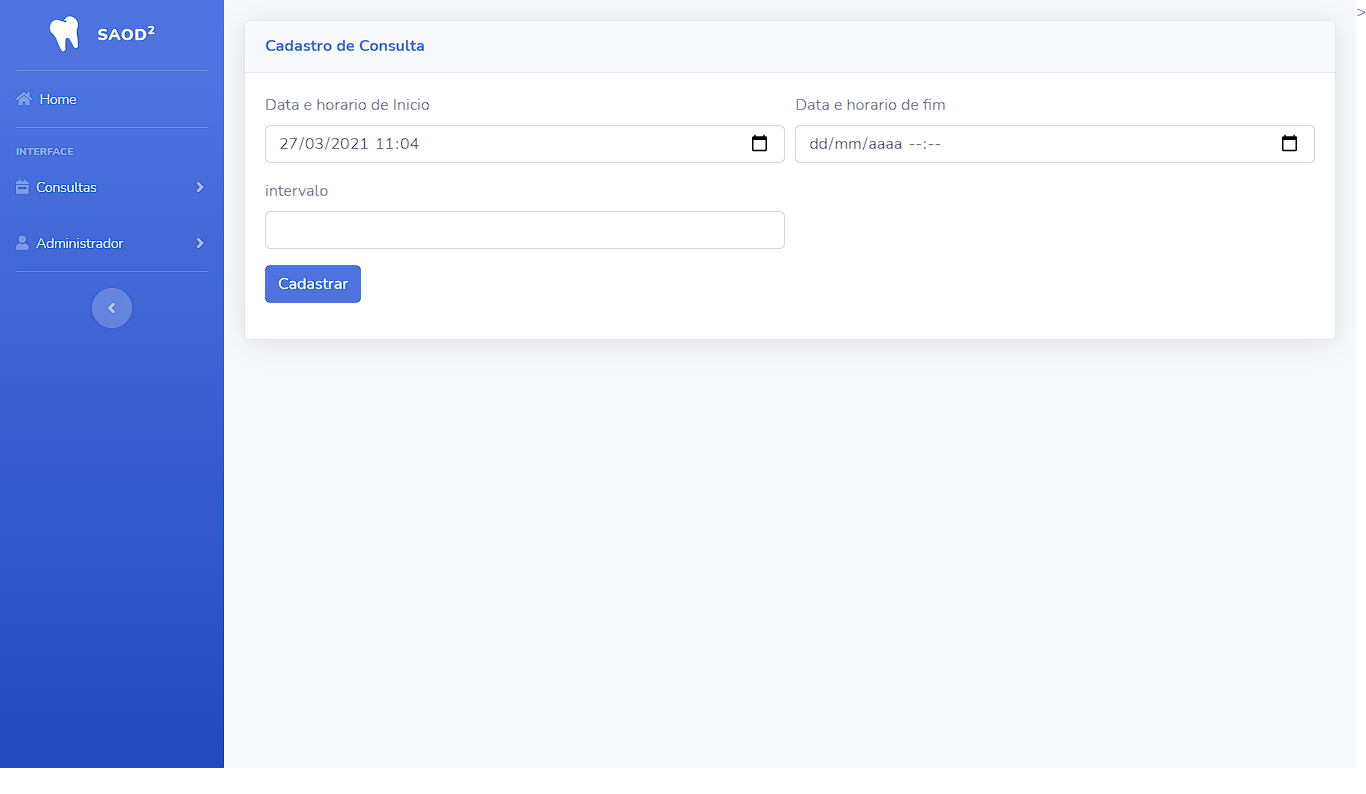 SAOD²
Home
INTERFACE
Consultas
Administrador
Cadastro de Consulta
Data e horario de Inicio
Data e horario de fim
27/03/2021 11:04
dd/mm/aaaa --:--
intervalo
Cadastrar
>